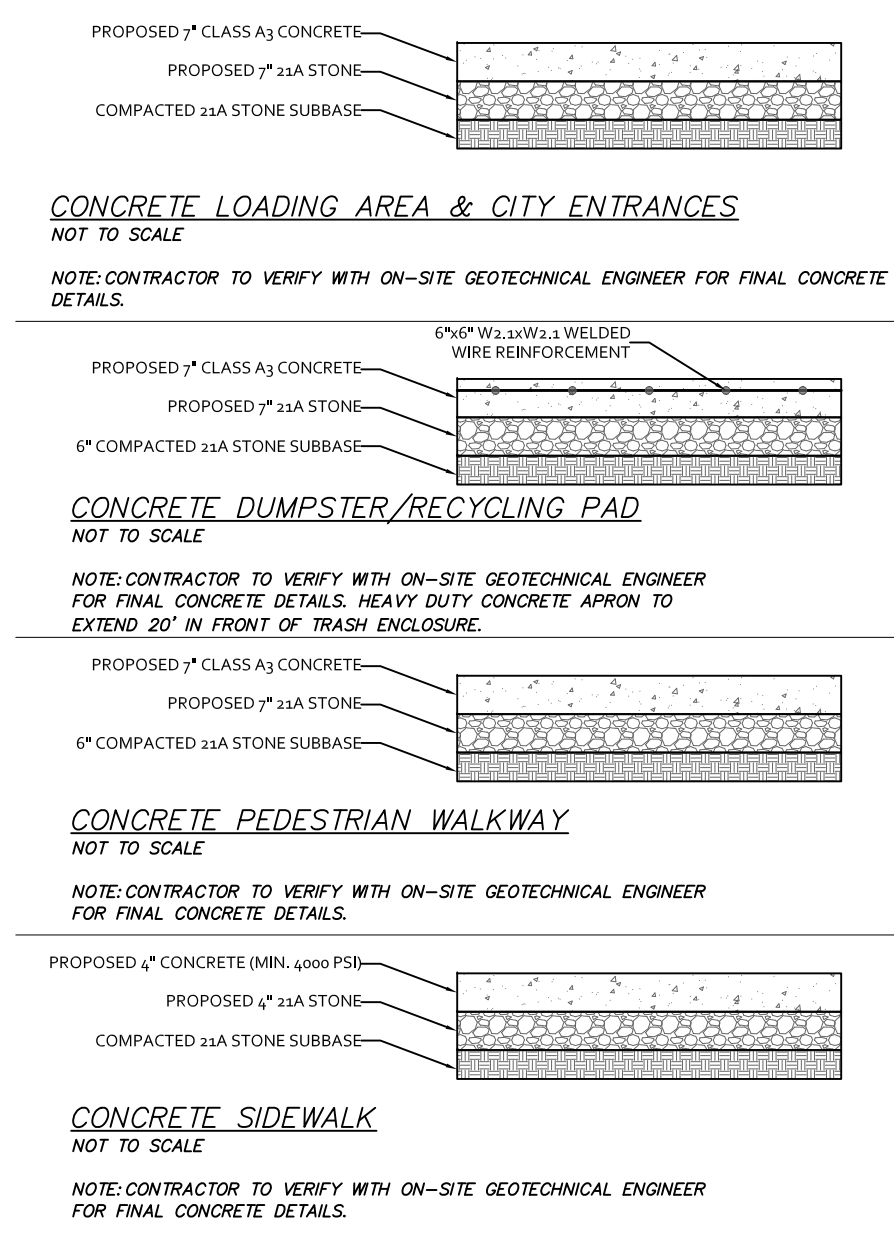 PROPOSED 7" CLASS A3 CONCRETE
PROPOSED 7" 21A STONE
COMPACTED 21A STONE SUBBASE
CONCRETE LOADING AREA & CITY ENTRANCES
NOT TO SCALE
NOTE: CONTRACTOR TO VERIFY WITH ON-SITE GEOTECHNICAL ENGINEER FOR FINAL CONCRETE
DETAILS.
6"x6" W2.1xW2.1 WELDED
WIRE REINFORCEMENT
PROPOSED 7" CLASS A3 CONCRETE
PROPOSED 7" 21A STONE
6" COMPACTED 21A STONE SUBBASE
CONCRETE DUMPSTER/RECYCLING PAD
NOT TO SCALE
NOTE: CONTRACTOR TO VERIFY WITH ON-SITE GEOTECHNICAL ENGINEER
FOR FINAL CONCRETE DETAILS. HEAVY DUTY CONCRETE APRON TO
EXTEND 20' IN FRONT OF TRASH ENCLOSURE.
PROPOSED 7" CLASS A3 CONCRETE
PROPOSED 7" 21A STONE
6" COMPACTED 21A STONE SUBBASE
CONCRETE PEDESTRIAN WALKWAY
NOT TO SCALE
NOTE: CONTRACTOR TO VERIFY WITH ON-SITE GEOTECHNICAL ENGINEER
FOR FINAL CONCRETE DETAILS.
PROPOSED 4" CONCRETE (MIN. 4000 PSI)
PROPOSED 4" 21A STONE
COMPACTED 21A STONE SUBBASE
CONCRETE SIDEWALK
NOT TO SCALE
NOTE: CONTRACTOR TO VERIFY WITH ON-SITE GEOTECHNICAL ENGINEER
FOR FINAL CONCRETE DETAILS.